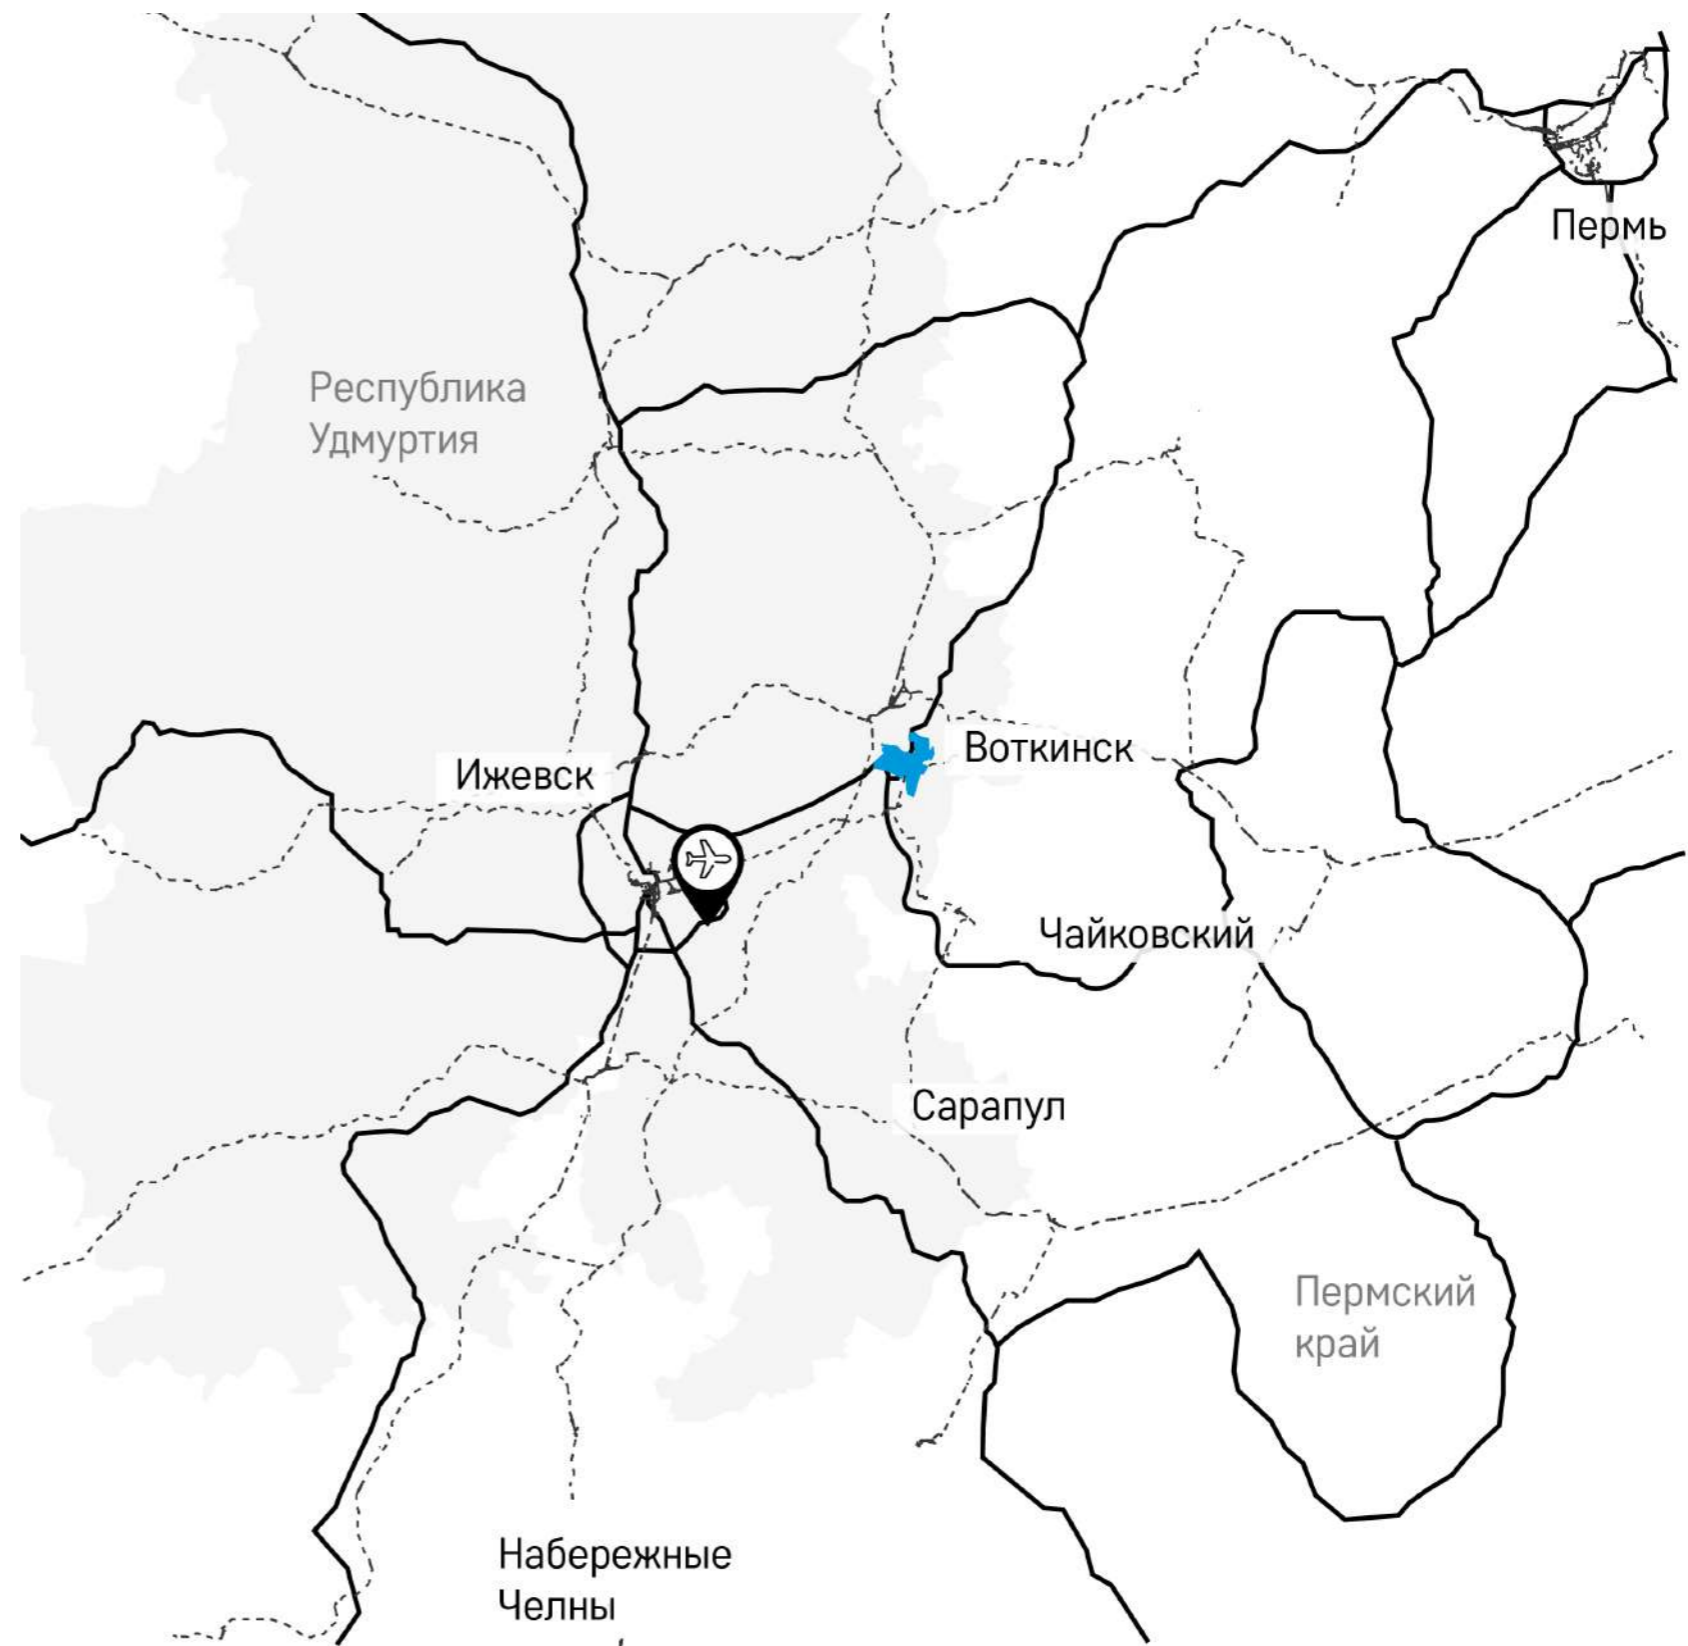 Пермь
Республика
Удмуртия
Воткинск
Ижевск
Чайковский
Сарапул
Пермский
край
Набережные
Челны